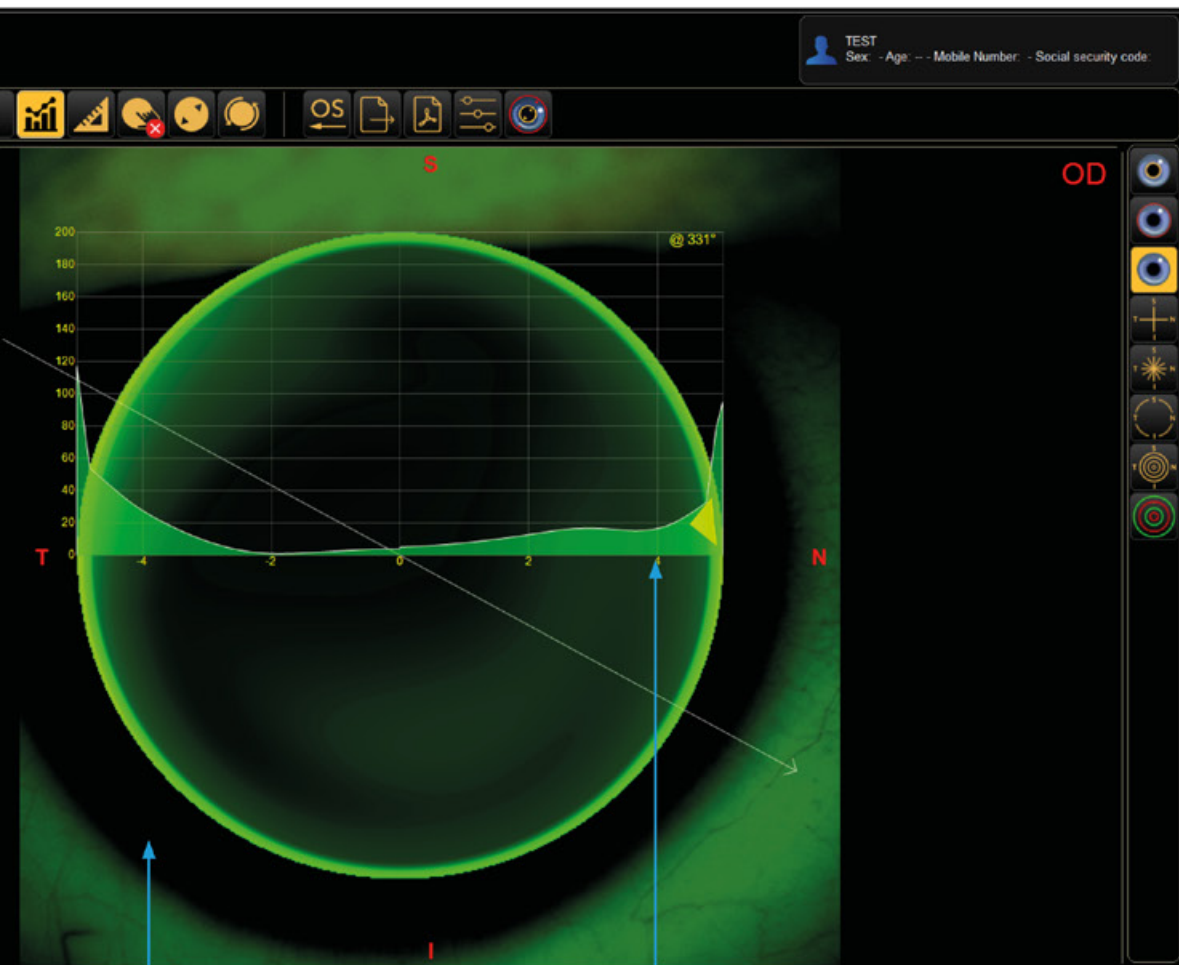 TEST
Sex: - Age: -- - Mobile Number: - Social security code:
OS
S
OD
@ 331°
200
180
160
140
120
100
80
60
40
20
0
T
-4
-2
0
2
4
N
I
S
T
N
I
S
T
N
I
S
T
N
I
S
T
N
I